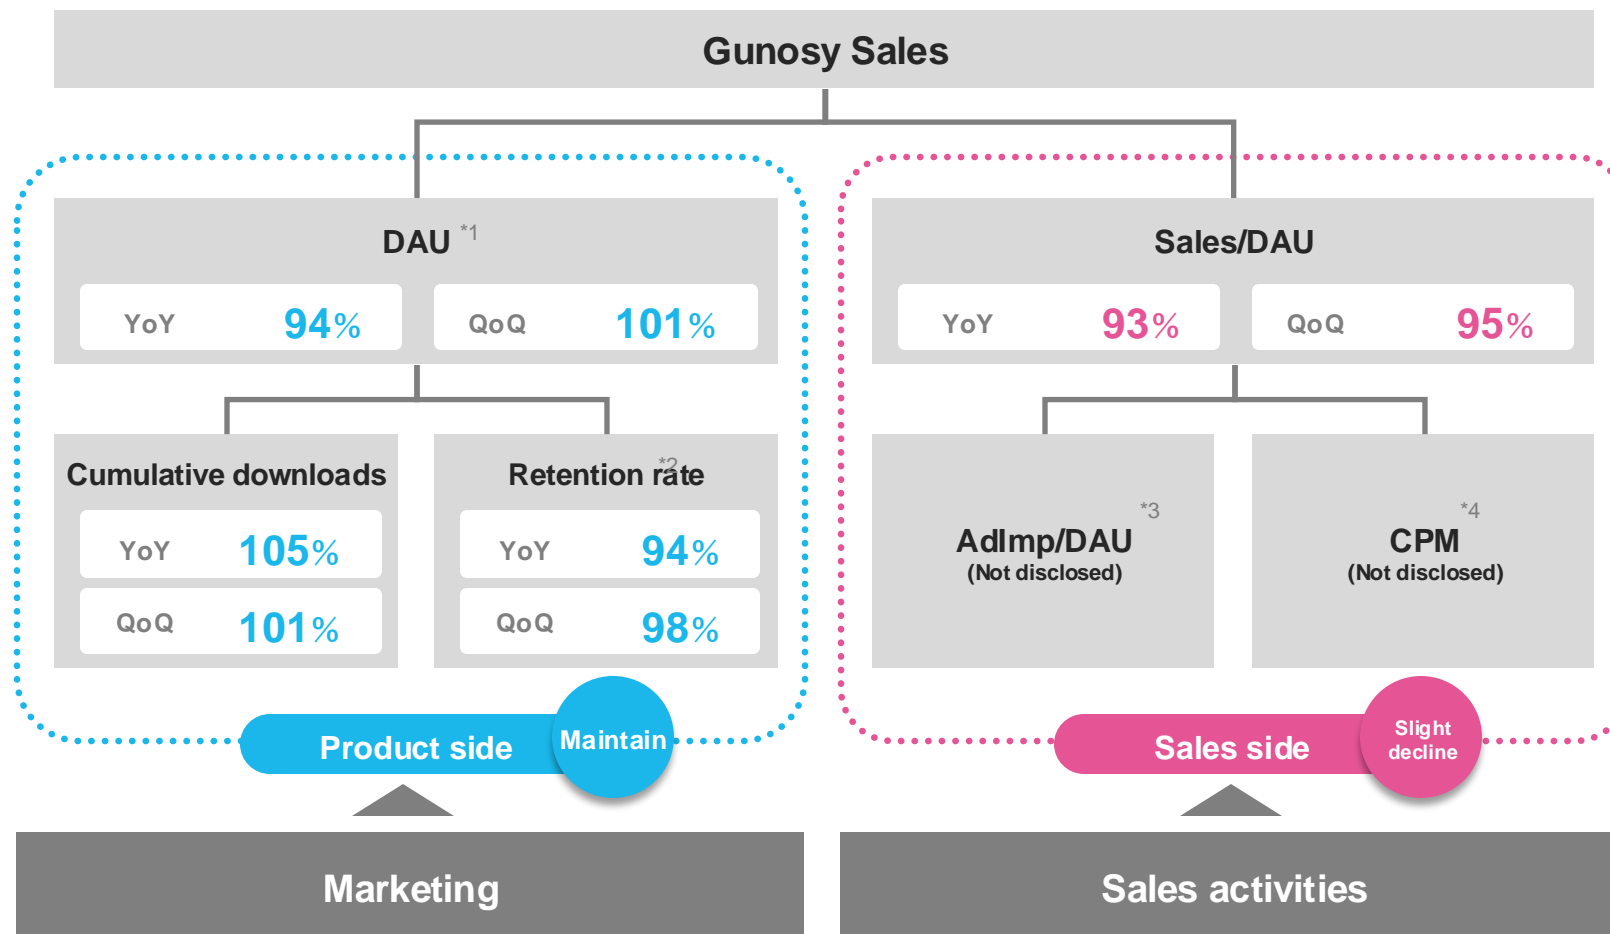 Gunosy Sales
DAU *1
YoY 94%
QoQ 101%
Sales/DAU
YoY 93%
QoQ 95%
Cumulative downloads
YoY 105%
QoQ 101%
Retention rate *2
YoY 94%
QoQ 98%
AdImp/DAU *3
(Not disclosed)
CPM *4
(Not disclosed)
Product side
Maintain
Sales side
Slight
decline
Marketing
Sales activities